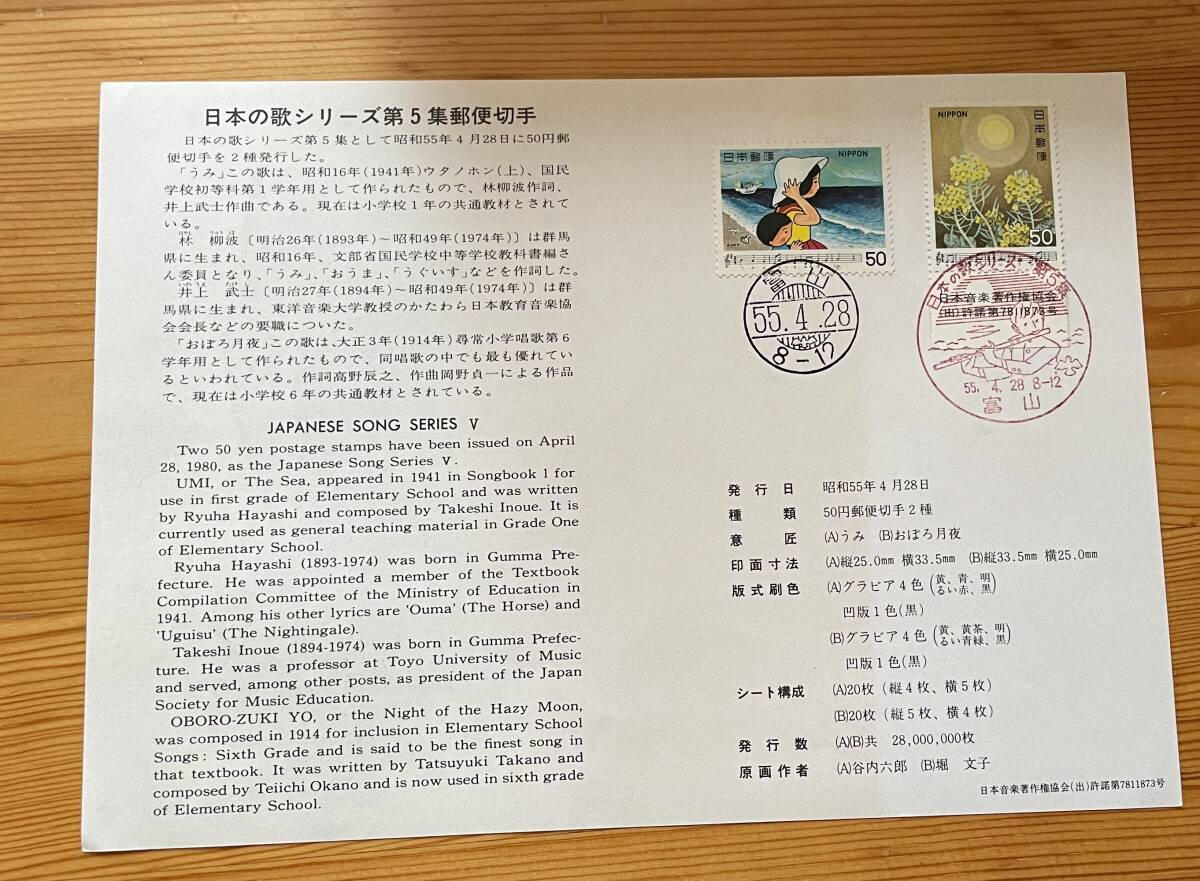 日本の歌シリーズ第5集郵便切手
日本の歌シリーズ第5集として昭和55年4月28日に50円郵
便切手を2種発行した。
「うみ」この歌は、昭和16年(1941年)ウタノホン(上)、国民
学校初等科第1学年用として作られたもので、林柳波作詞、
井上武士作曲である。現在は小学校1年の共通教材とされて
いる。
林 柳波〔明治26年(1893年)~昭和49年(1974年)〕は群馬
県に生まれ、昭和16年、文部省国民学校中等学校教科書編さ
ん委員となり、「うみ」、「おうま」、「うぐいす」などを作詞した。
井上 武士〔明治27年(1894年)~昭和49年(1974年)〕は群
馬県に生まれ、東洋音楽大学教授のかたわら日本教育音楽協
会会長などの要職についた。
「おぼろ月夜」この歌は、大正3年(1914年)尋常小学唱歌第6
学年用として作られたもので、同唱歌の中でも最も優れてい
るといわれている。作詞高野辰之、作曲岡野貞一による作品
で、現在は小学校6年の共通教材とされている。
JAPANESE SONG SERIES V
Two 50 yen postage stamps have been issued on April
28, 1980, as the Japanese Song Series V.
UMI, or The Sea, appeared in 1941 in Songbook 1 for
use in first grade of Elementary School and was written
by Ryuha Hayashi and composed by Takeshi Inoue. It is
currently used as general teaching material in Grade One
of Elementary School.
Ryuha Hayashi (1893-1974) was born in Gumma Pre-
fecture. He was appointed a member of the Textbook
Compilation Committee of the Ministry of Education in
1941. Among his other lyrics are 'Ouma' (The Horse) and
'Uguisu' (The Nightingale).
Takeshi Inoue (1894-1974) was born in Gumma Prefec-
ture. He was a professor at Toyo University of Music
and served, among other posts, as president of the Japan
Society for Music Education.
OBORO-ZUKI YO, or the Night of the Hazy Moon,
was composed in 1914 for inclusion in Elementary School
Songs: Sixth Grade and is said to be the finest song in
that textbook. It was written by Tatsuyuki Takano and
composed by Teiichi Okano and is now used in sixth grade
of Elementary School.
日本郵便 NIPPON
50
NIPPON
日本郵便
50
富山
55.4.28
8-12
日本の歌シリーズ・第5集
日本音楽著作権協会
(出)許諾第7811873号
55.4.28 8-12
富山
発行日 昭和55年4月28日
種類 50円郵便切手2種
意匠 (A)うみ (B)おぼろ月夜
印面寸法 (A)縦25.0mm 横33.5mm (B)縦33.5mm 横25.0mm
版式刷色 (A)グラビア4色(黄、青、明るい赤、黒)
凹版1色(黒)
(B)グラビア4色(黄、黄茶、明るい青緑、黒)
凹版1色(黒)
シート構成 (A)20枚(縦4枚、横5枚)
(B)20枚(縦5枚、横4枚)
発行数 (A)(B)共 28,000,000枚
原画作者 (A)谷内六郎 (B)堀 文子
日本音楽著作権協会(出)許諾第7811873号